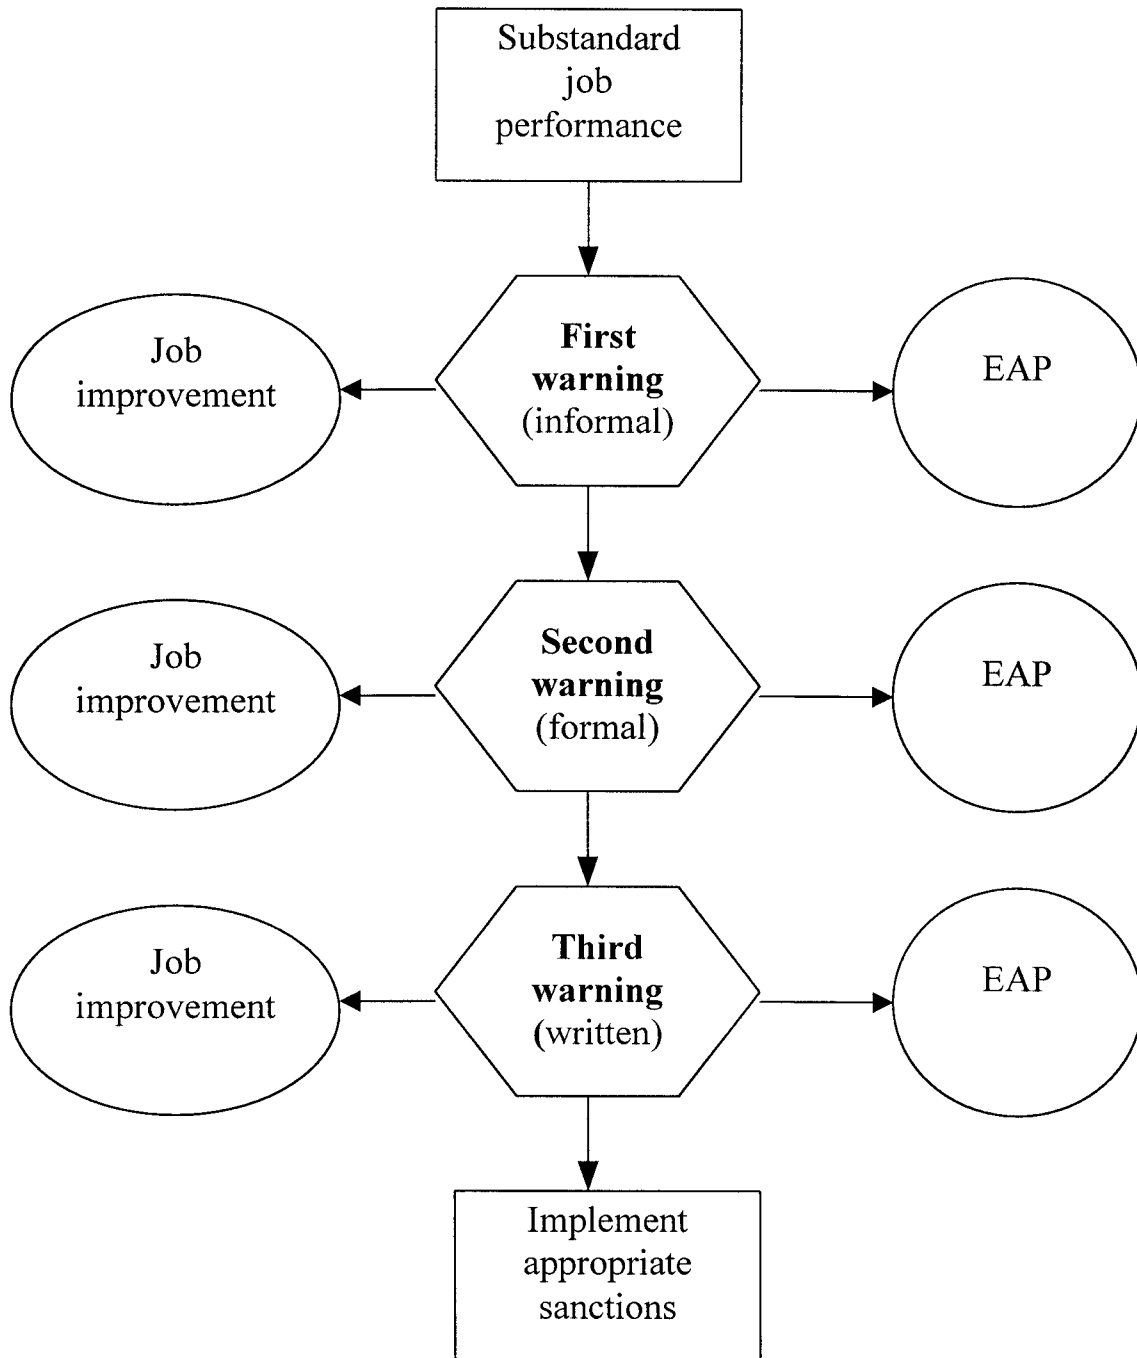 Substandard
job
performance
Job
improvement
First
warning
(informal)
EAP
Job
improvement
Second
warning
(formal)
EAP
Job
improvement
Third
warning
(written)
EAP
Implement
appropriate
sanctions